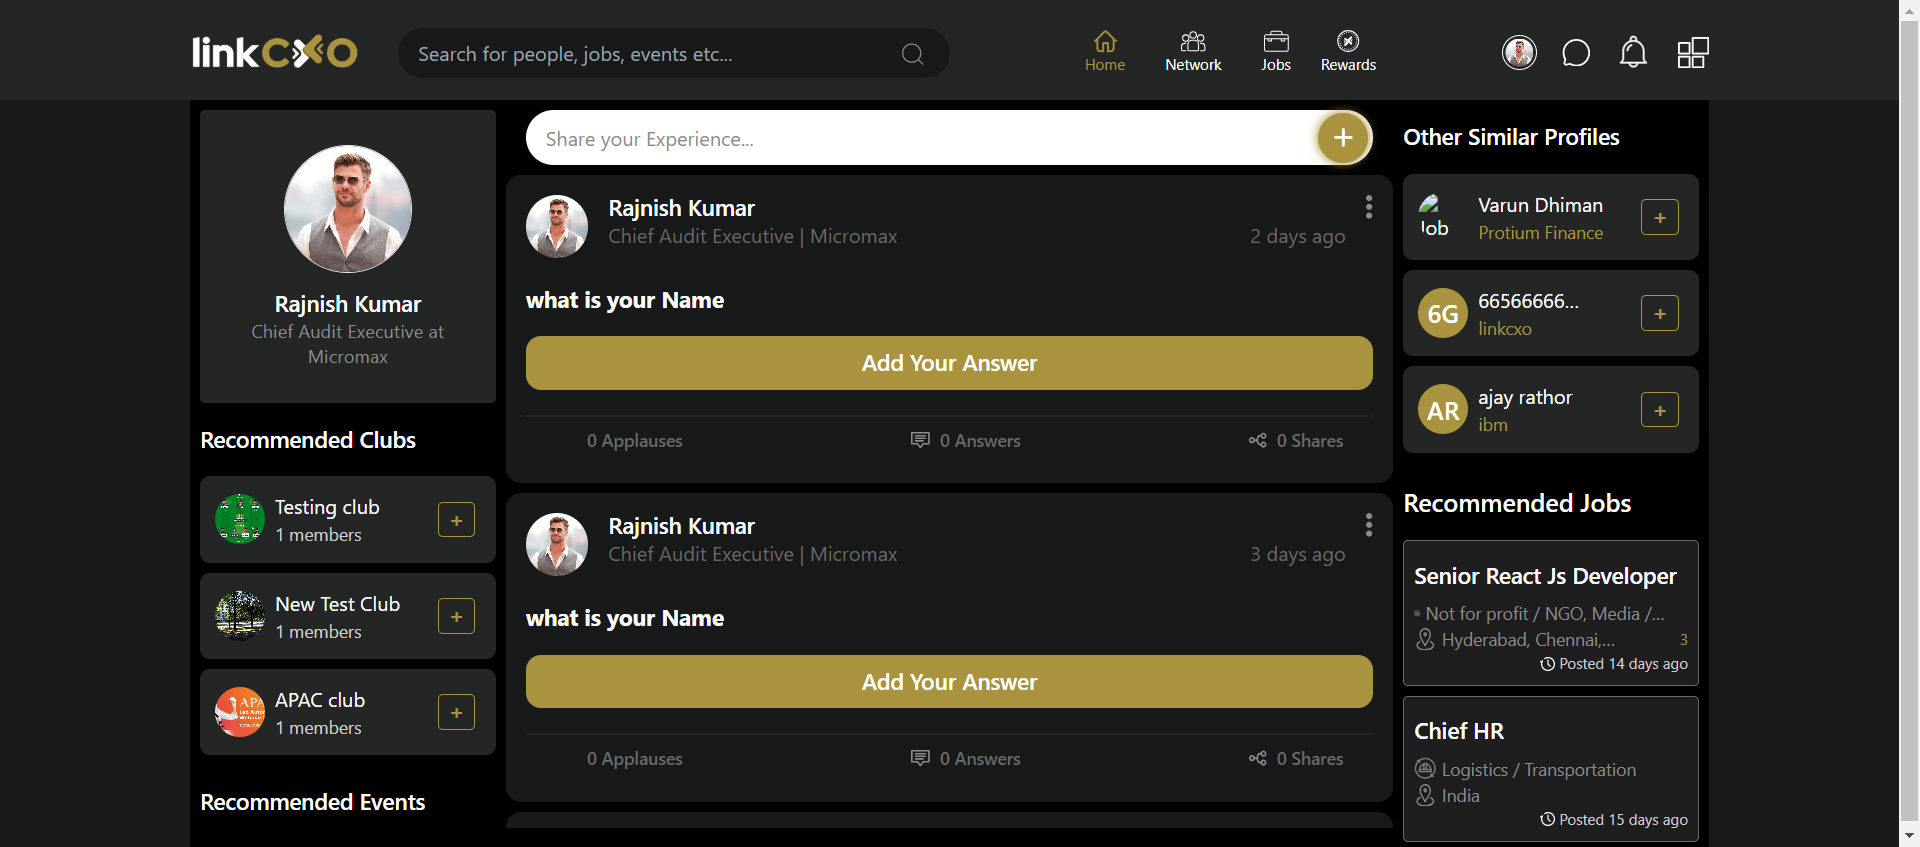 linkcxo
Search for people, jobs, events etc...
Home
Network
Jobs
Rewards
Rajnish Kumar
Chief Audit Executive at
Micromax
Recommended Clubs
Testing club
1 members
+
New Test Club
1 members
+
APAC club
1 members
+
Recommended Events
Share your Experience...
+
Rajnish Kumar
Chief Audit Executive | Micromax
2 days ago
what is your Name
Add Your Answer
0 Applauses
0 Answers
0 Shares
Rajnish Kumar
Chief Audit Executive | Micromax
3 days ago
what is your Name
Add Your Answer
0 Applauses
0 Answers
0 Shares
Other Similar Profiles
Varun Dhiman
Protium Finance
+
6G
66566666...
linkcxo
+
AR
ajay rathor
ibm
+
Recommended Jobs
Senior React Js Developer
Not for profit / NGO, Media /...
Hyderabad, Chennai,...
3
Posted 14 days ago
Chief HR
Logistics / Transportation
India
Posted 15 days ago